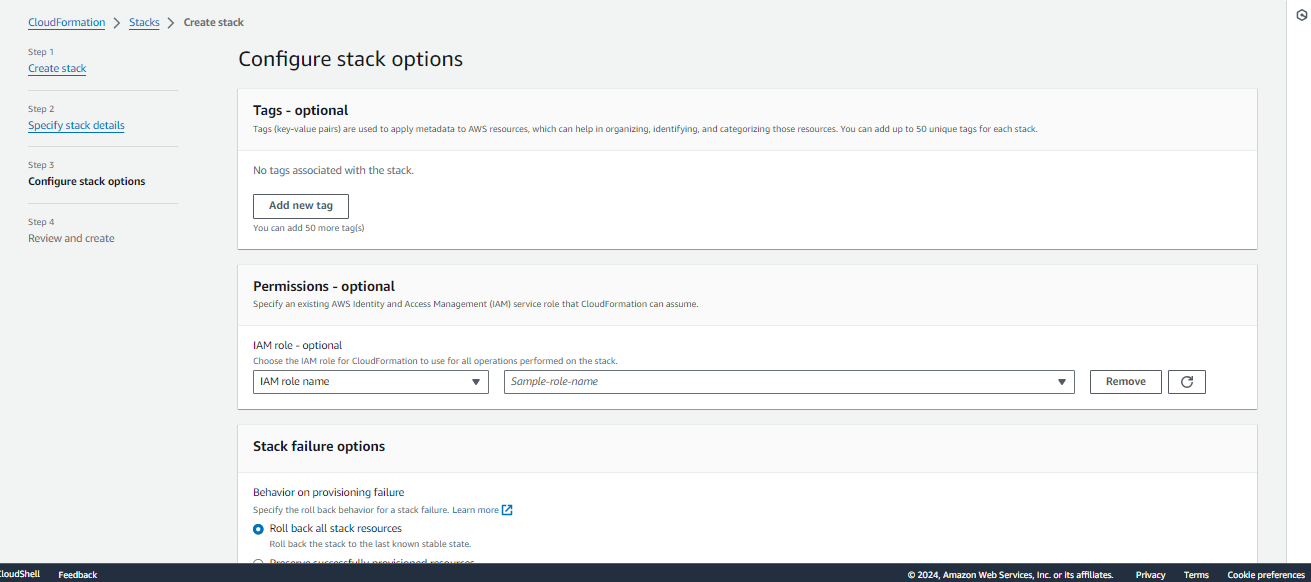 CloudFormation > Stacks > Create stack
Step 1
Create stack
Step 2
Specify stack details
Step 3
Configure stack options
Step 4
Review and create
Configure stack options
Tags - optional
Tags (key-value pairs) are used to apply metadata to AWS resources, which can help in organizing, identifying, and categorizing those resources. You can add up to 50 unique tags for each stack.
No tags associated with the stack.
Add new tag
You can add 50 more tag(s)
Permissions - optional
Specify an existing AWS Identity and Access Management (IAM) service role that CloudFormation can assume.
IAM role - optional
Choose the IAM role for CloudFormation to use for all operations performed on the stack.
IAM role name Sample-role-name Remove
Stack failure options
Behavior on provisioning failure
Specify the roll back behavior for a stack failure. Learn more
Roll back all stack resources
Roll back the stack to the last known stable state.
Preserve successfully provisioned resources
CloudShell Feedback © 2024, Amazon Web Services, Inc. or its affiliates. Privacy Terms Cookie preferences